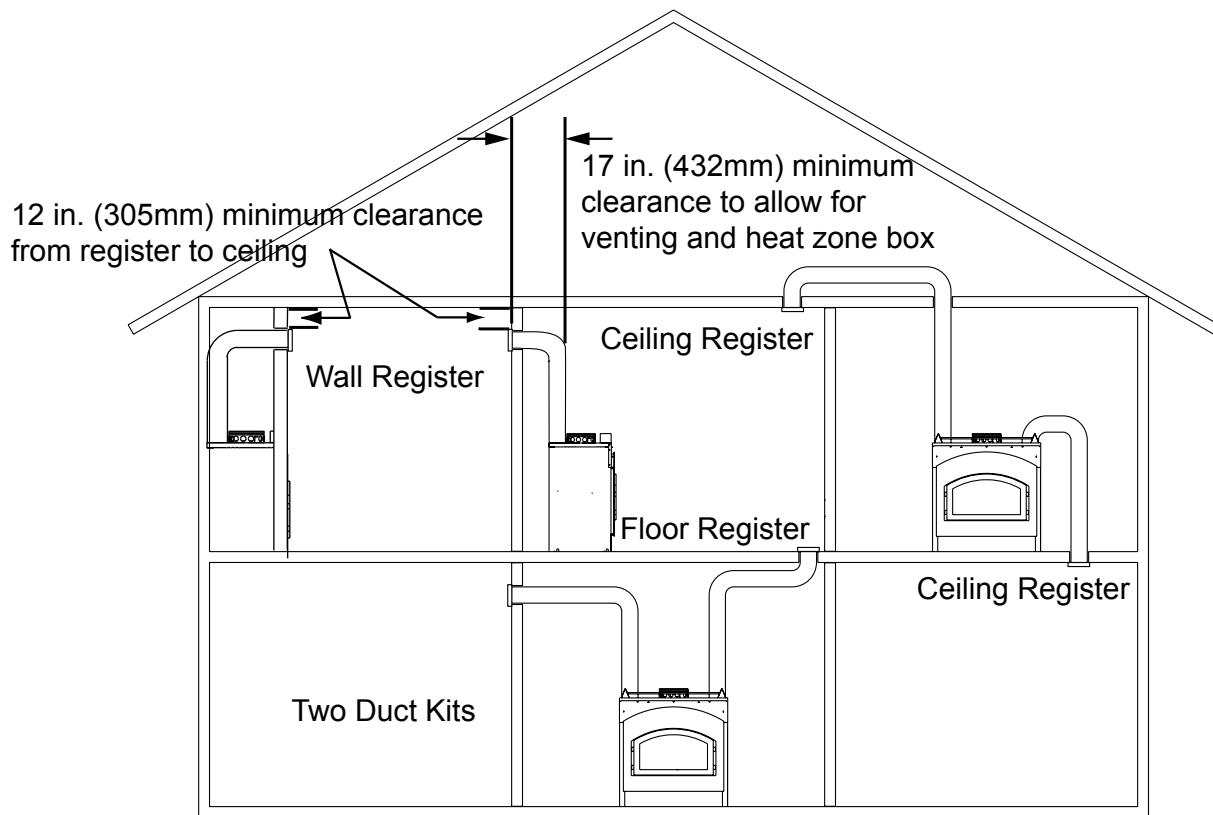 17 in. (432mm) minimum
clearance to allow for
venting and heat zone box
12 in. (305mm) minimum clearance
from register to ceiling
Ceiling Register
Wall Register
Floor Register
Ceiling Register
Two Duct Kits